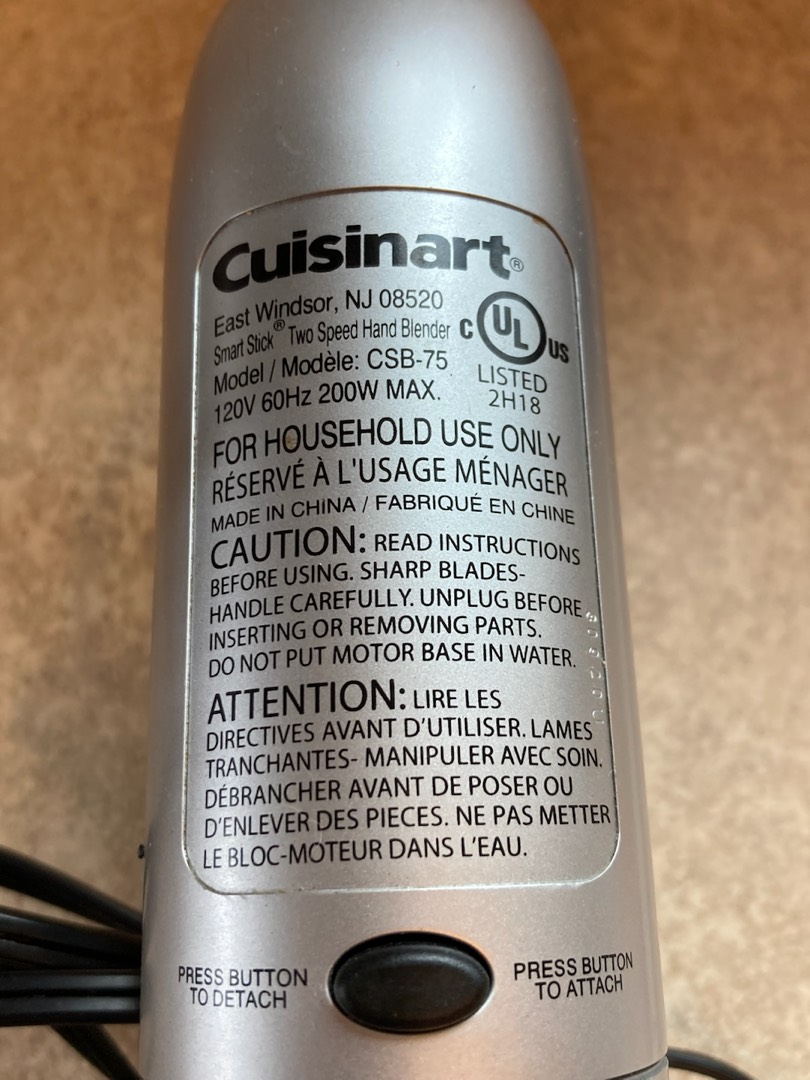 Cuisinart®
East Windsor, NJ 08520
Smart Stick® Two Speed Hand Blender
Model / Modèle: CSB-75
120V 60Hz 200W MAX.
C UL US
LISTED
2H18
FOR HOUSEHOLD USE ONLY
RÉSERVÉ À L'USAGE MÉNAGER
MADE IN CHINA / FABRIQUÉ EN CHINE
CAUTION: READ INSTRUCTIONS
BEFORE USING. SHARP BLADES-
HANDLE CAREFULLY. UNPLUG BEFORE
INSERTING OR REMOVING PARTS.
DO NOT PUT MOTOR BASE IN WATER.
ATTENTION: LIRE LES
DIRECTIVES AVANT D'UTILISER. LAMES
TRANCHANTES- MANIPULER AVEC SOIN.
DÉBRANCHER AVANT DE POSER OU
D'ENLEVER DES PIECES. NE PAS METTER
LE BLOC-MOTEUR DANS L'EAU.
PRESS BUTTON
TO DETACH
PRESS BUTTON
TO ATTACH